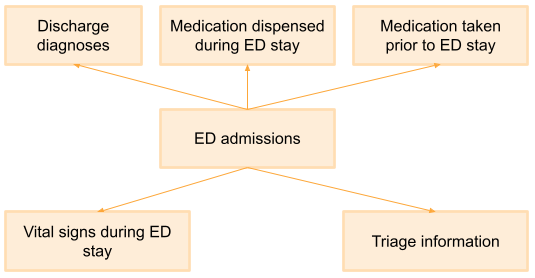 Discharge
diagnoses
Medication dispensed
during ED stay
Medication taken
prior to ED stay
ED admissions
Vital signs during ED
stay
Triage information